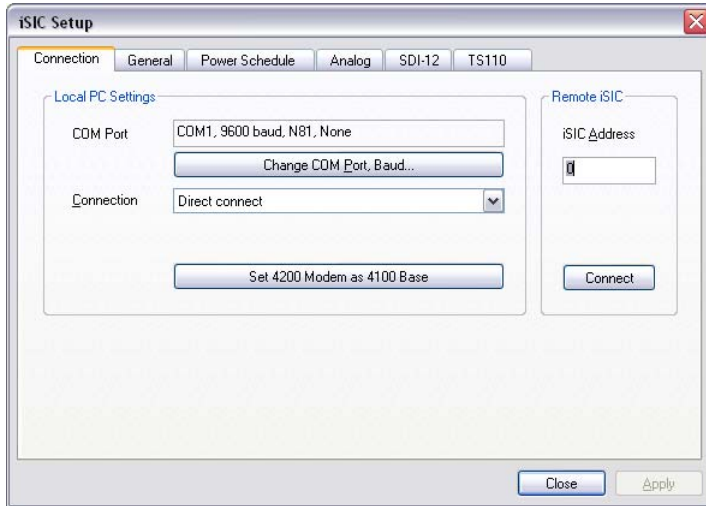 iSIC Setup
Connection General Power Schedule Analog SDI-12 TS110
Local PC Settings
COM Port COM1, 9600 baud, N81, None
Change COM Port, Baud...
Connection Direct connect
Set 4200 Modem as 4100 Base
Remote iSIC
iSIC Address
0
Connect
Close Apply